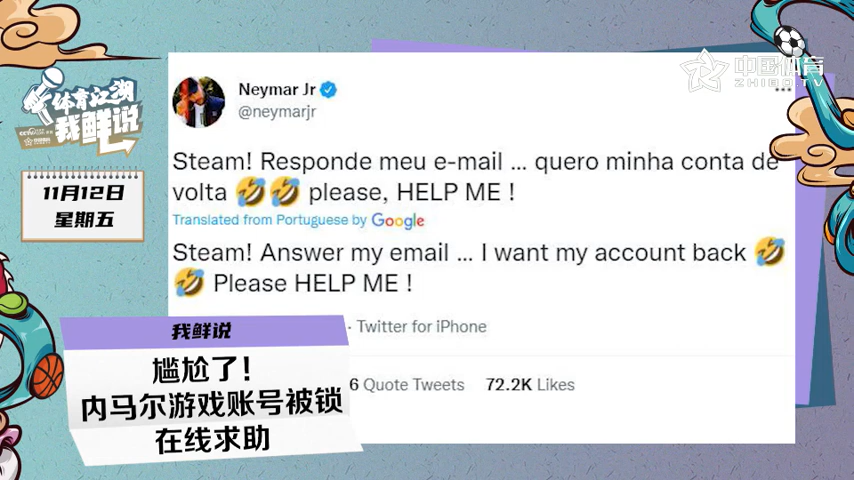 中国体育
ZHIBO.TV
体育江湖
我鲜说
11月12日
星期五
Neymar Jr
@neymarjr
Steam! Responde meu e-mail ... quero minha conta de
volta 🤣🤣 please, HELP ME !
Translated from Portuguese by Google
Steam! Answer my email ... I want my account back 🤣
🤣 Please HELP ME !
· Twitter for iPhone
6 Quote Tweets 72.2K Likes
我鲜说
尴尬了!
内马尔游戏账号被锁
在线求助